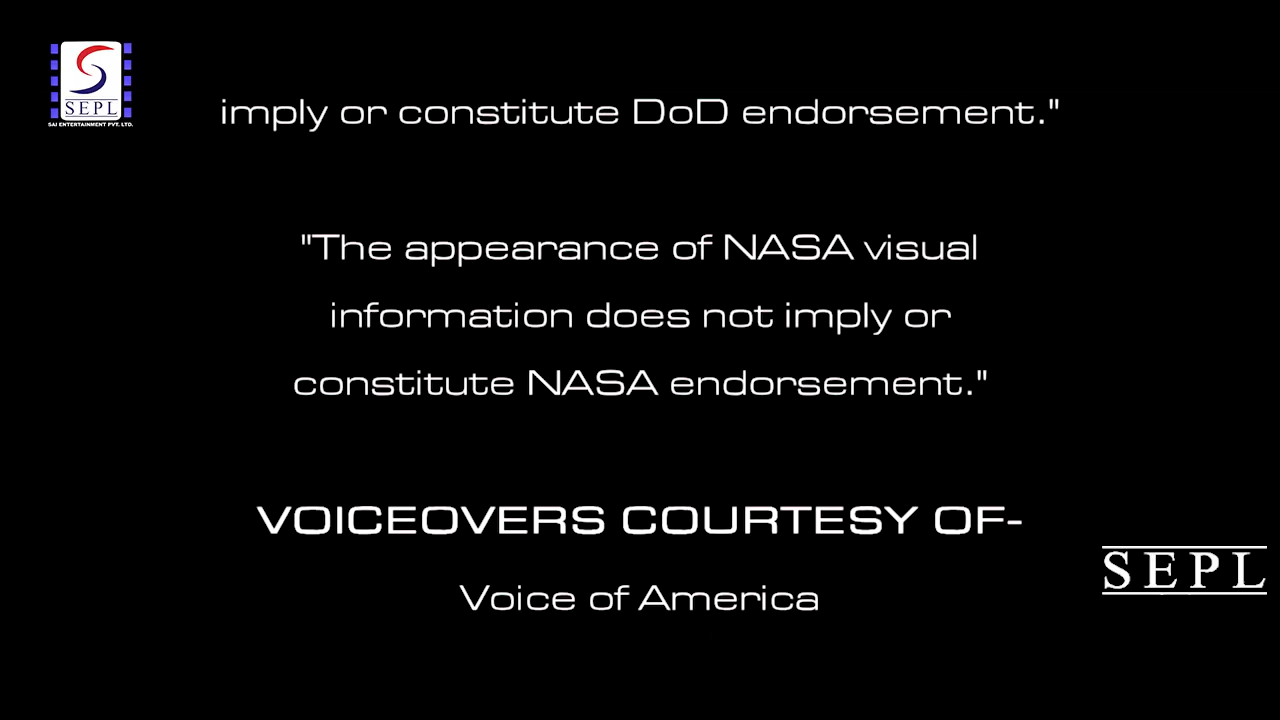 SEPL
SAI ENTERTAINMENT PVT. LTD.
imply or constitute DoD endorsement."
"The appearance of NASA visual
information does not imply or
constitute NASA endorsement."
VOICEOVERS COURTESY OF-
Voice of America
SEPL